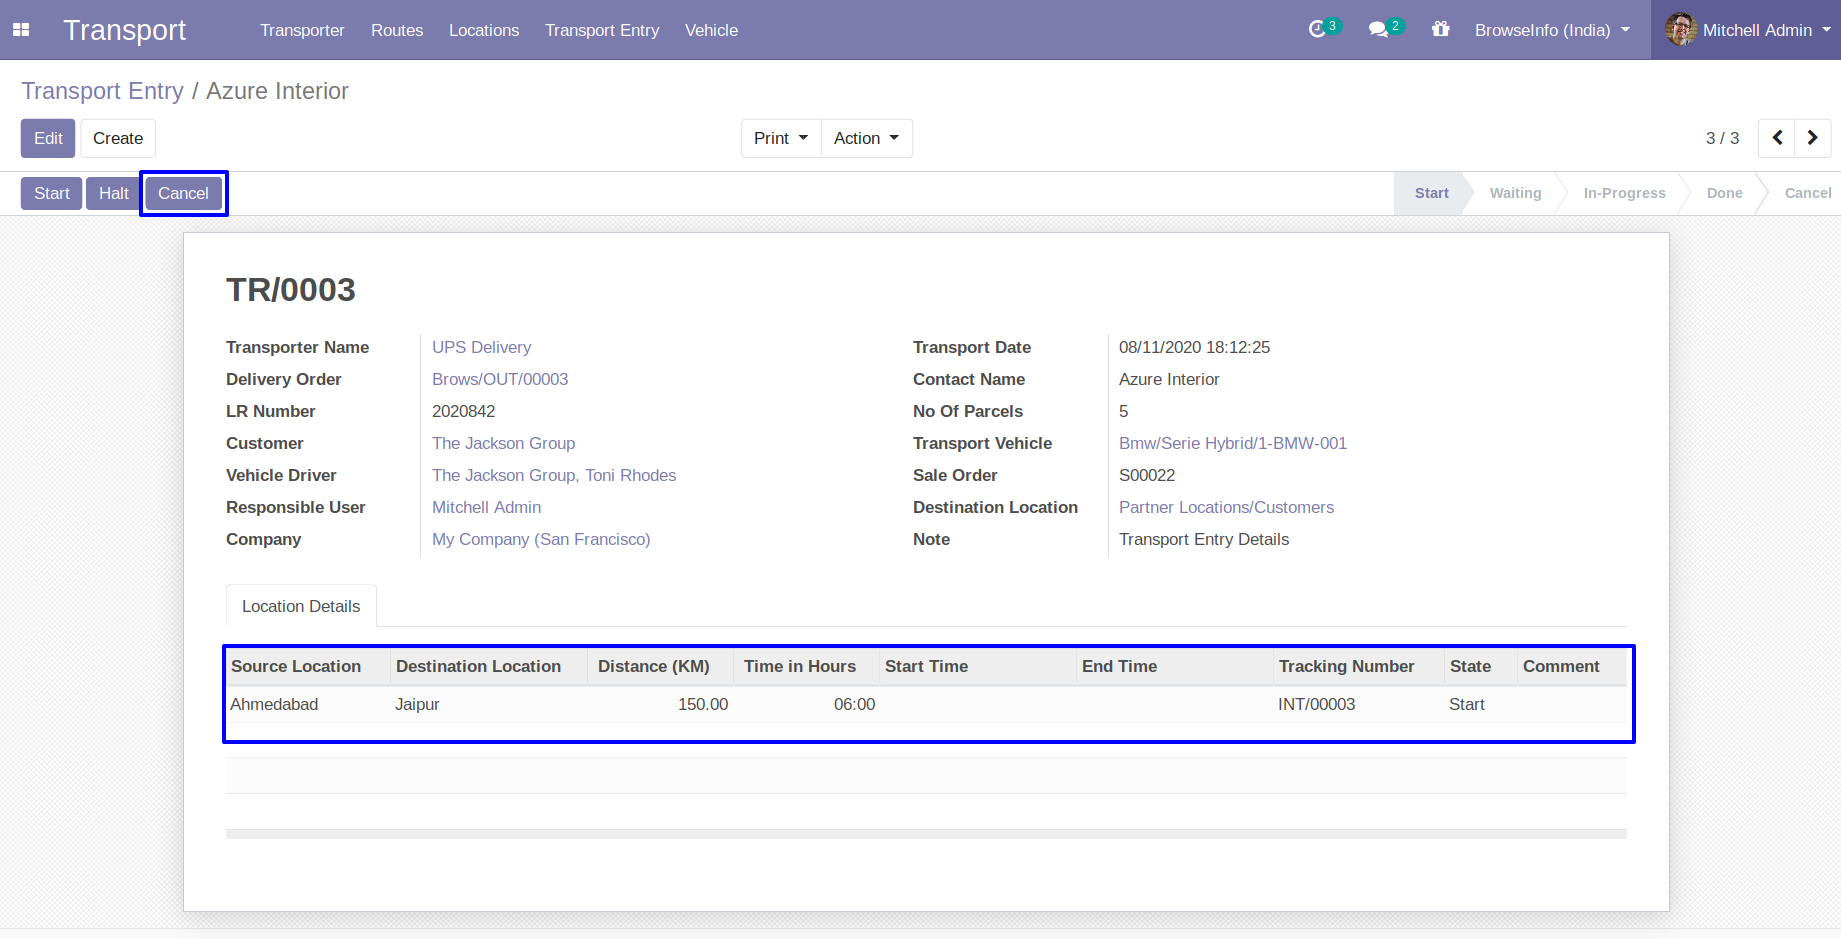 Transport Transporter Routes Locations Transport Entry Vehicle 3 2 BrowseInfo (India) Mitchell Admin
Transport Entry / Azure Interior
Edit Create Print Action 3 / 3
Start Halt Cancel Start Waiting In-Progress Done Cancel
TR/0003
Transporter Name UPS Delivery Transport Date 08/11/2020 18:12:25
Delivery Order Brows/OUT/00003 Contact Name Azure Interior
LR Number 2020842 No Of Parcels 5
Customer The Jackson Group Transport Vehicle Bmw/Serie Hybrid/1-BMW-001
Vehicle Driver The Jackson Group, Toni Rhodes Sale Order S00022
Responsible User Mitchell Admin Destination Location Partner Locations/Customers
Company My Company (San Francisco) Note Transport Entry Details
Location Details
Source Location Destination Location Distance (KM) Time in Hours Start Time End Time Tracking Number State Comment
Ahmedabad Jaipur 150.00 06:00 INT/00003 Start